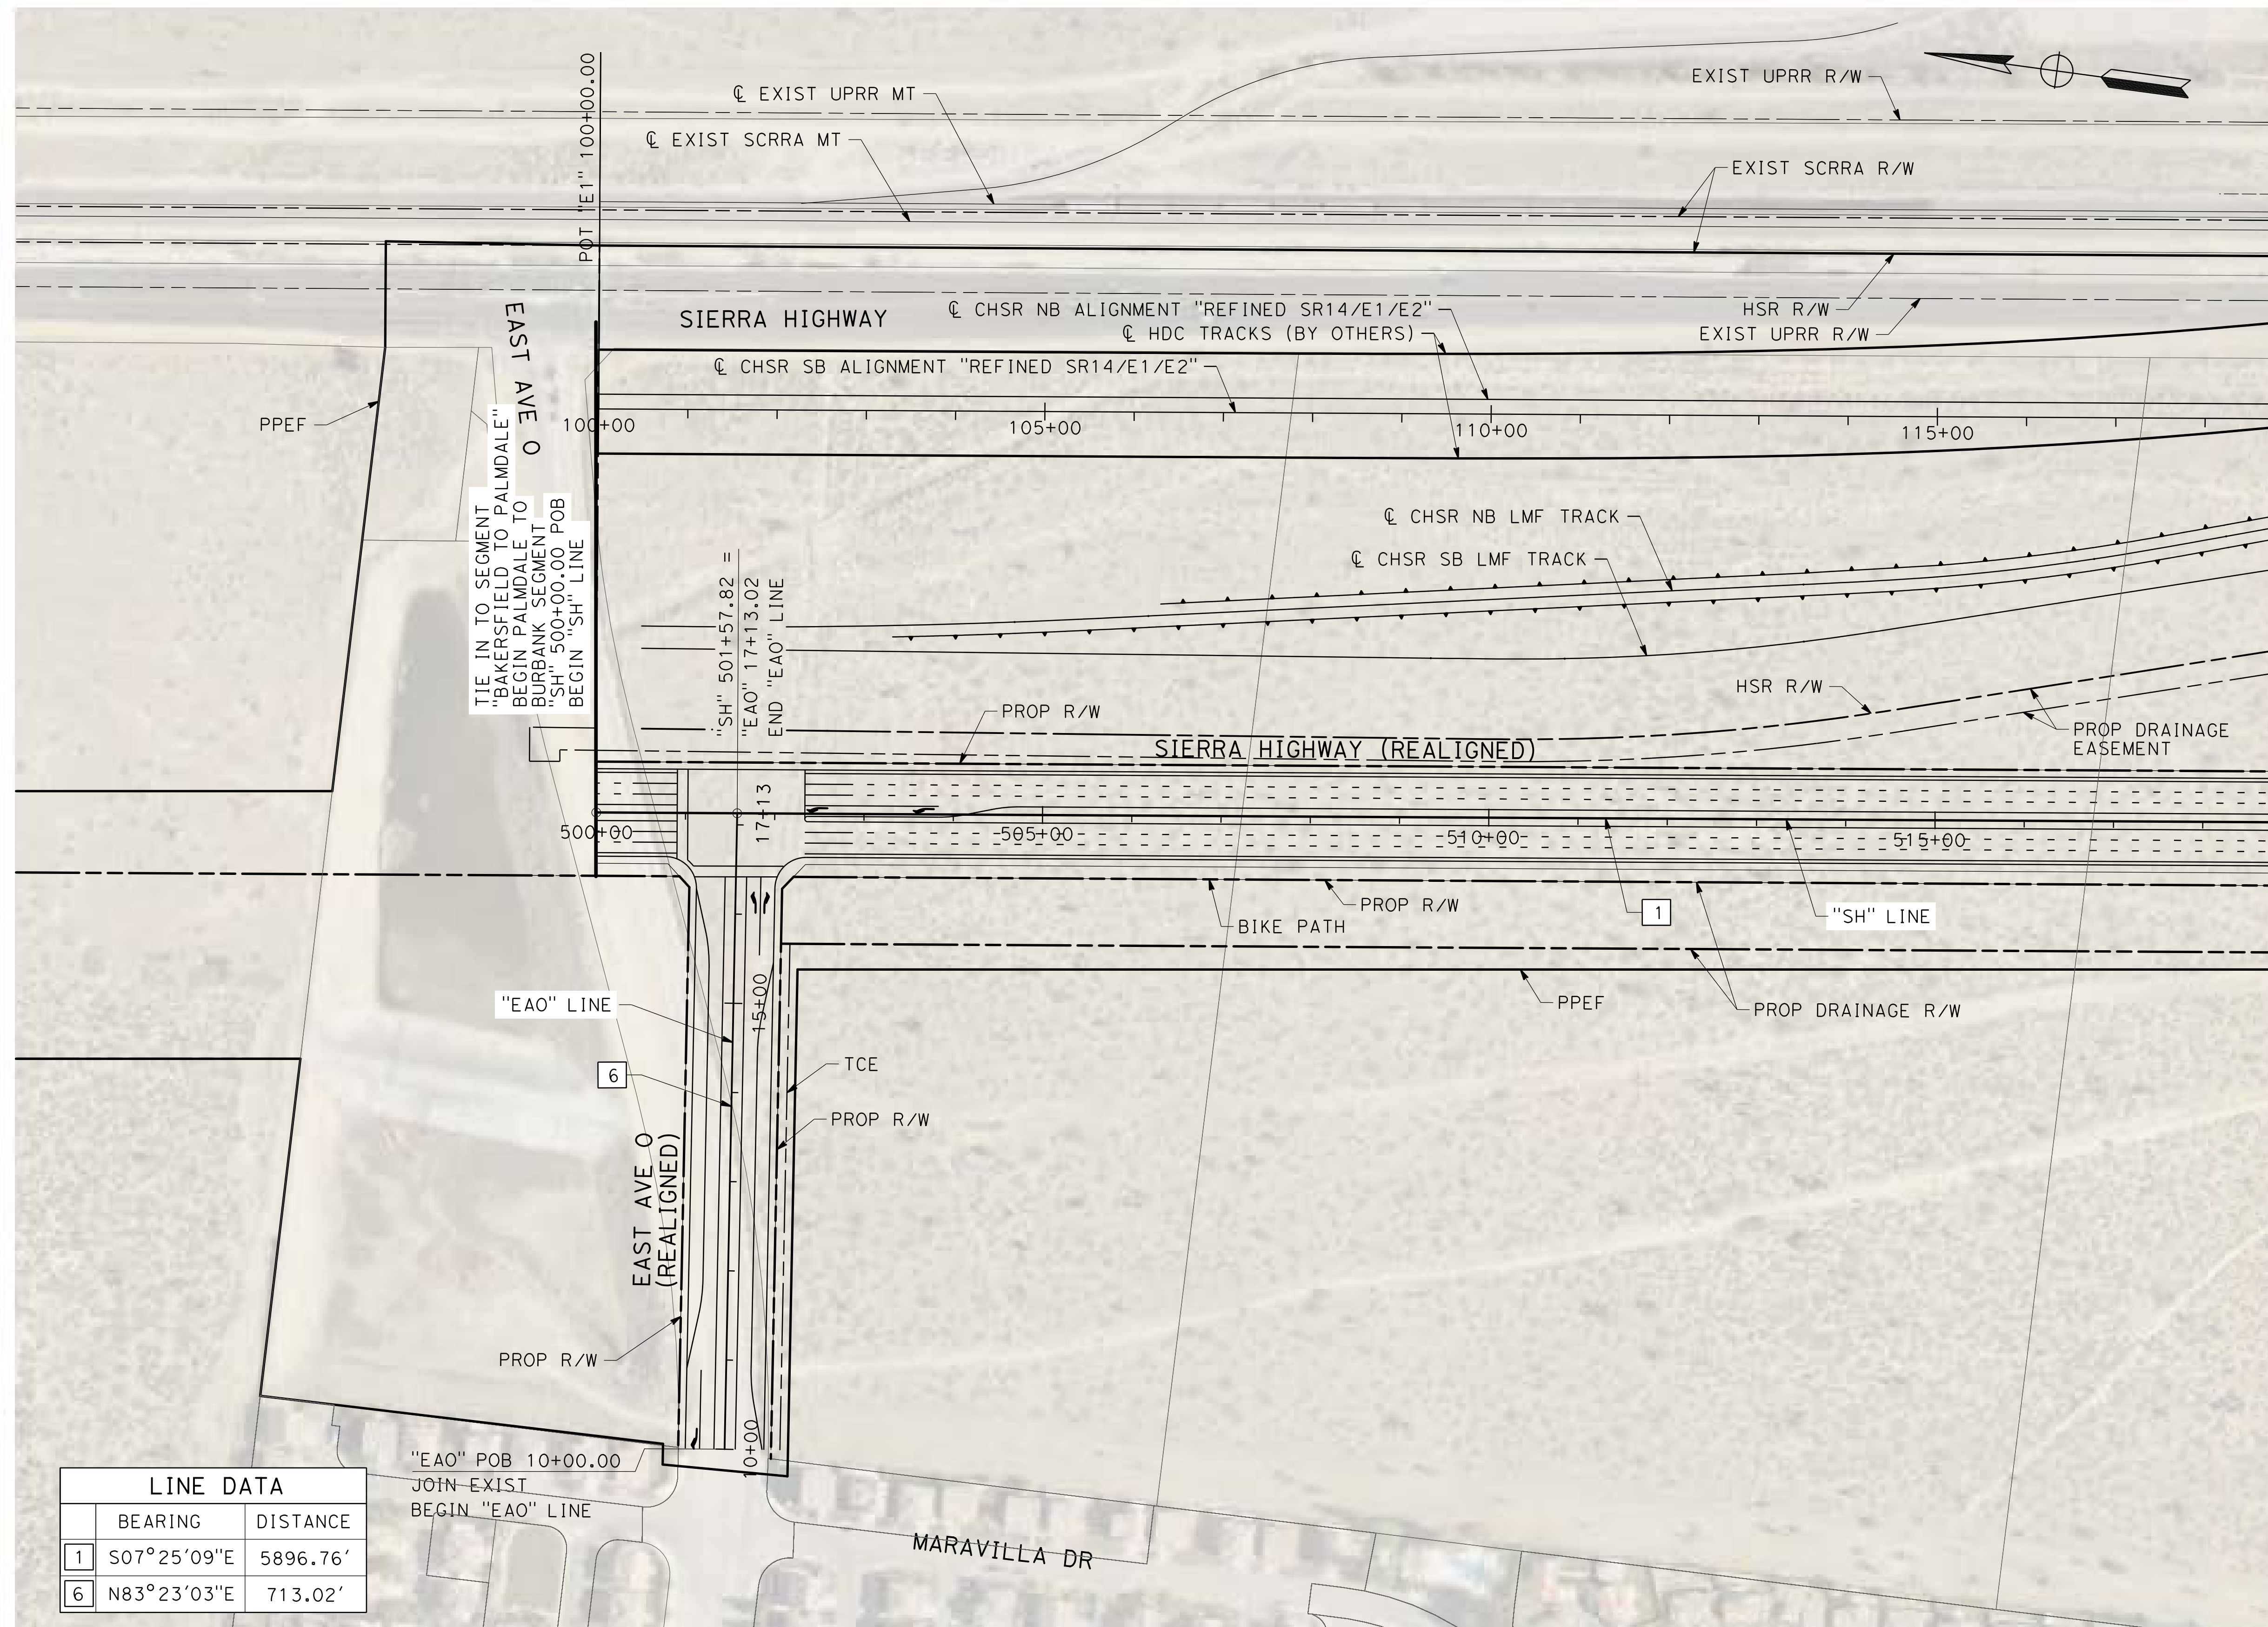 POT "E1" 100+00.00
℄ EXIST UPRR MT
℄ EXIST SCRRA MT
EXIST UPRR R/W
EXIST SCRRA R/W
HSR R/W
EXIST UPRR R/W
SIERRA HIGHWAY
℄ CHSR NB ALIGNMENT "REFINED SR14/E1/E2"
℄ HDC TRACKS (BY OTHERS)
℄ CHSR SB ALIGNMENT "REFINED SR14/E1/E2"
EAST AVE O
PPEF
100+00
105+00
110+00
115+00
TIE IN TO SEGMENT
"BAKERSFIELD TO PALMDALE"
BEGIN PALMDALE TO
BURBANK SEGMENT
"SH" 500+00.00 POB
BEGIN "SH" LINE
"SH" 501+57.82 =
"EAO" 17+13.02
END "EAO" LINE
℄ CHSR NB LMF TRACK
℄ CHSR SB LMF TRACK
HSR R/W
PROP DRAINAGE
EASEMENT
PROP R/W
SIERRA HIGHWAY (REALIGNED)
17+13
500+00
505+00
510+00
515+00
PROP R/W
BIKE PATH
1
"SH" LINE
PPEF
PROP DRAINAGE R/W
"EAO" LINE
15+00
6
TCE
PROP R/W
EAST AVE O
(REALIGNED)
PROP R/W
10+00
"EAO" POB 10+00.00
JOIN EXIST
BEGIN "EAO" LINE
MARAVILLA DR
LINE DATA
BEARING DISTANCE
1 S07°25'09"E 5896.76'
6 N83°23'03"E 713.02'